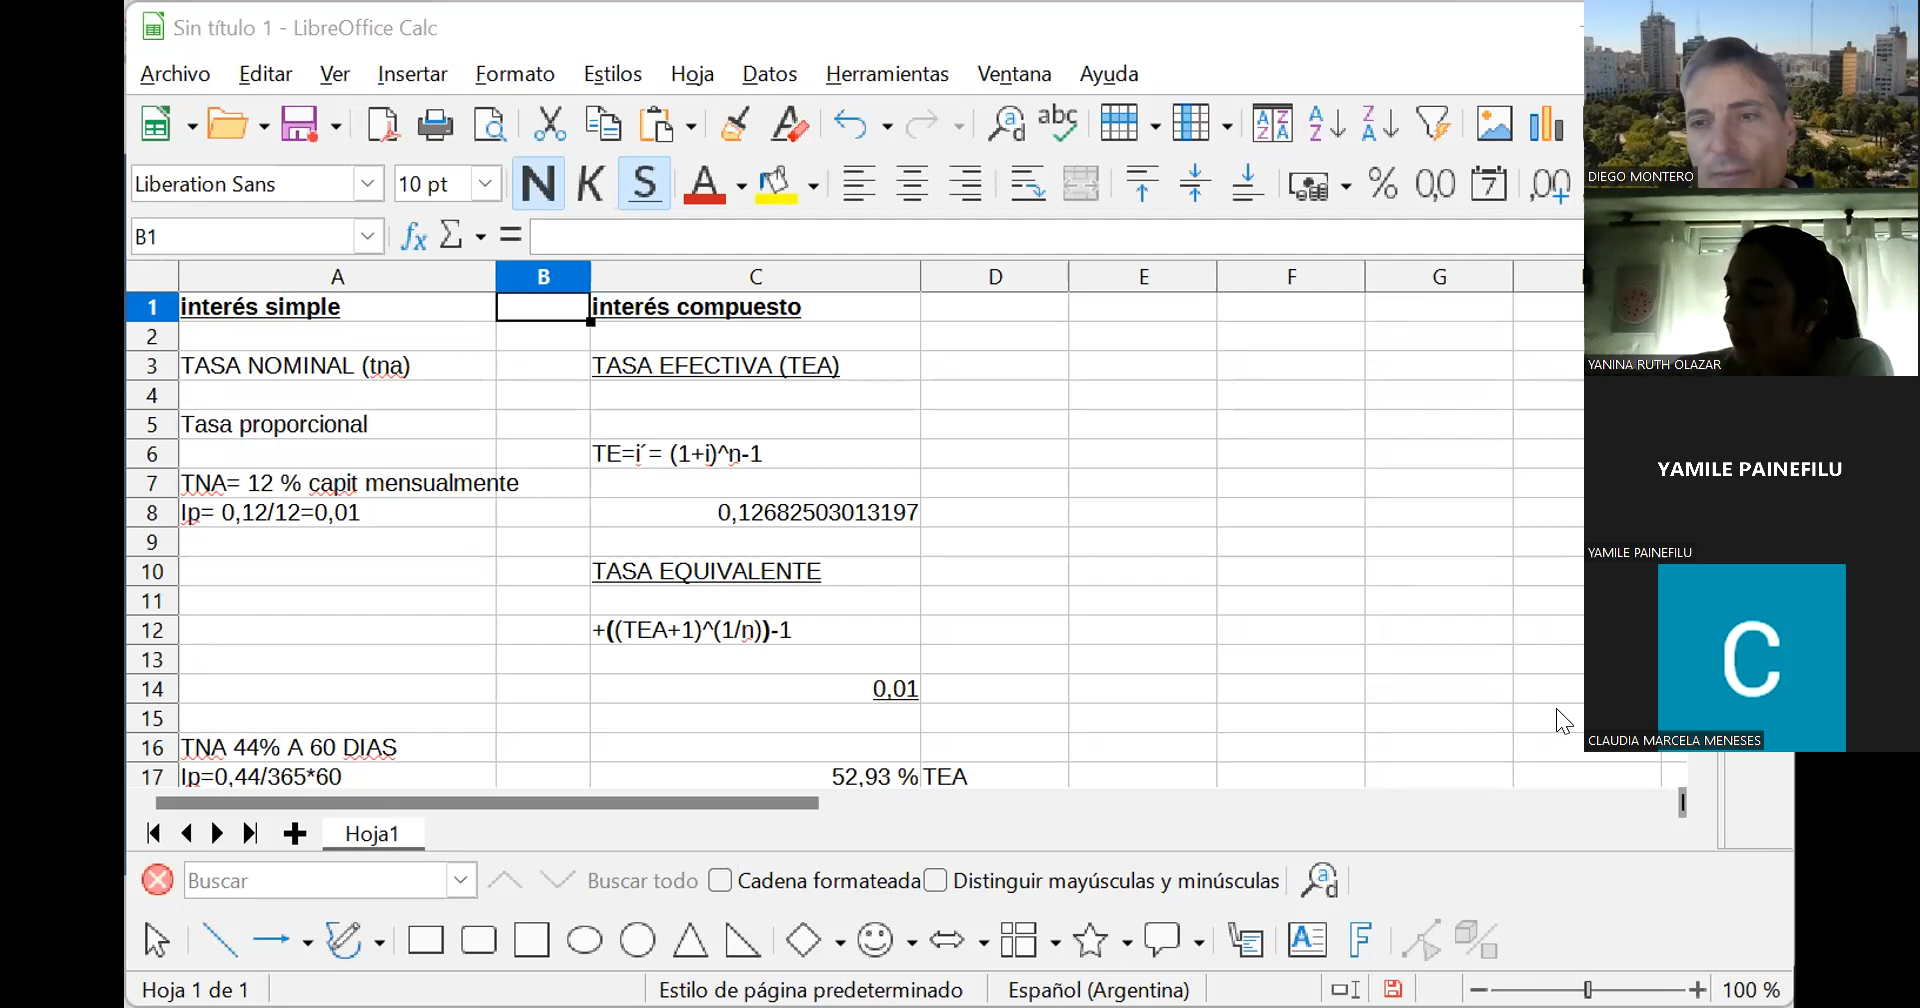 Sin título 1 - LibreOffice Calc
Archivo Editar Ver Insertar Formato Estilos Hoja Datos Herramientas Ventana Ayuda
Liberation Sans 10 pt N K S
B1
A B C D E F G
1 interés simple interés compuesto
2
3 TASA NOMINAL (tna) TASA EFECTIVA (TEA)
4
5 Tasa proporcional
6 TE=i´= (1+i)^n-1
7 TNA= 12 % capit mensualmente
8 Ip= 0,12/12=0,01 0,12682503013197
9
10 TASA EQUIVALENTE
11
12 +((TEA+1)^(1/n))-1
13
14 0,01
15
16 TNA 44% A 60 DIAS
17 Ip=0,44/365*60 52,93 % TEA
Hoja1
Buscar Buscar todo Cadena formateada Distinguir mayúsculas y minúsculas
Hoja 1 de 1 Estilo de página predeterminado Español (Argentina) 100 %
DIEGO MONTERO
YANINA RUTH OLAZAR
YAMILE PAINEFILU
YAMILE PAINEFILU
C
CLAUDIA MARCELA MENESES